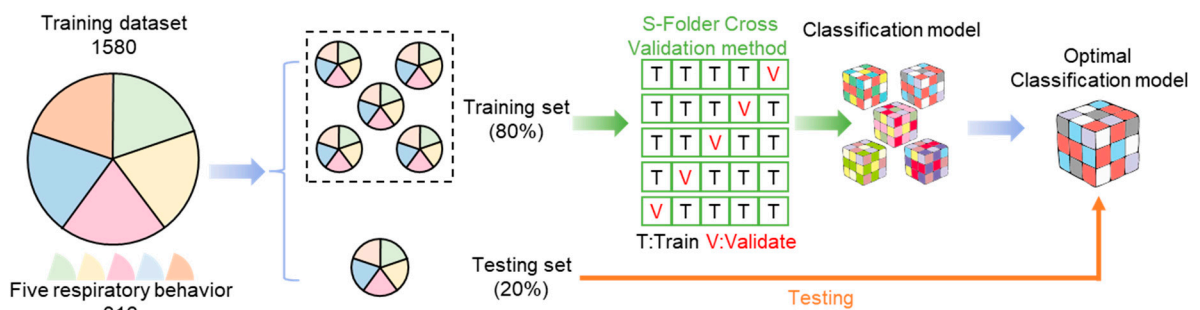 Training dataset
1580
Five respiratory behavior
Training set
(80%)
Testing set
(20%)
S-Folder Cross
Validation method
T T T T V
T T T V T
T T V T T
T V T T T
V T T T T
T:Train V:Validate
Classification model
Optimal
Classification model
Testing